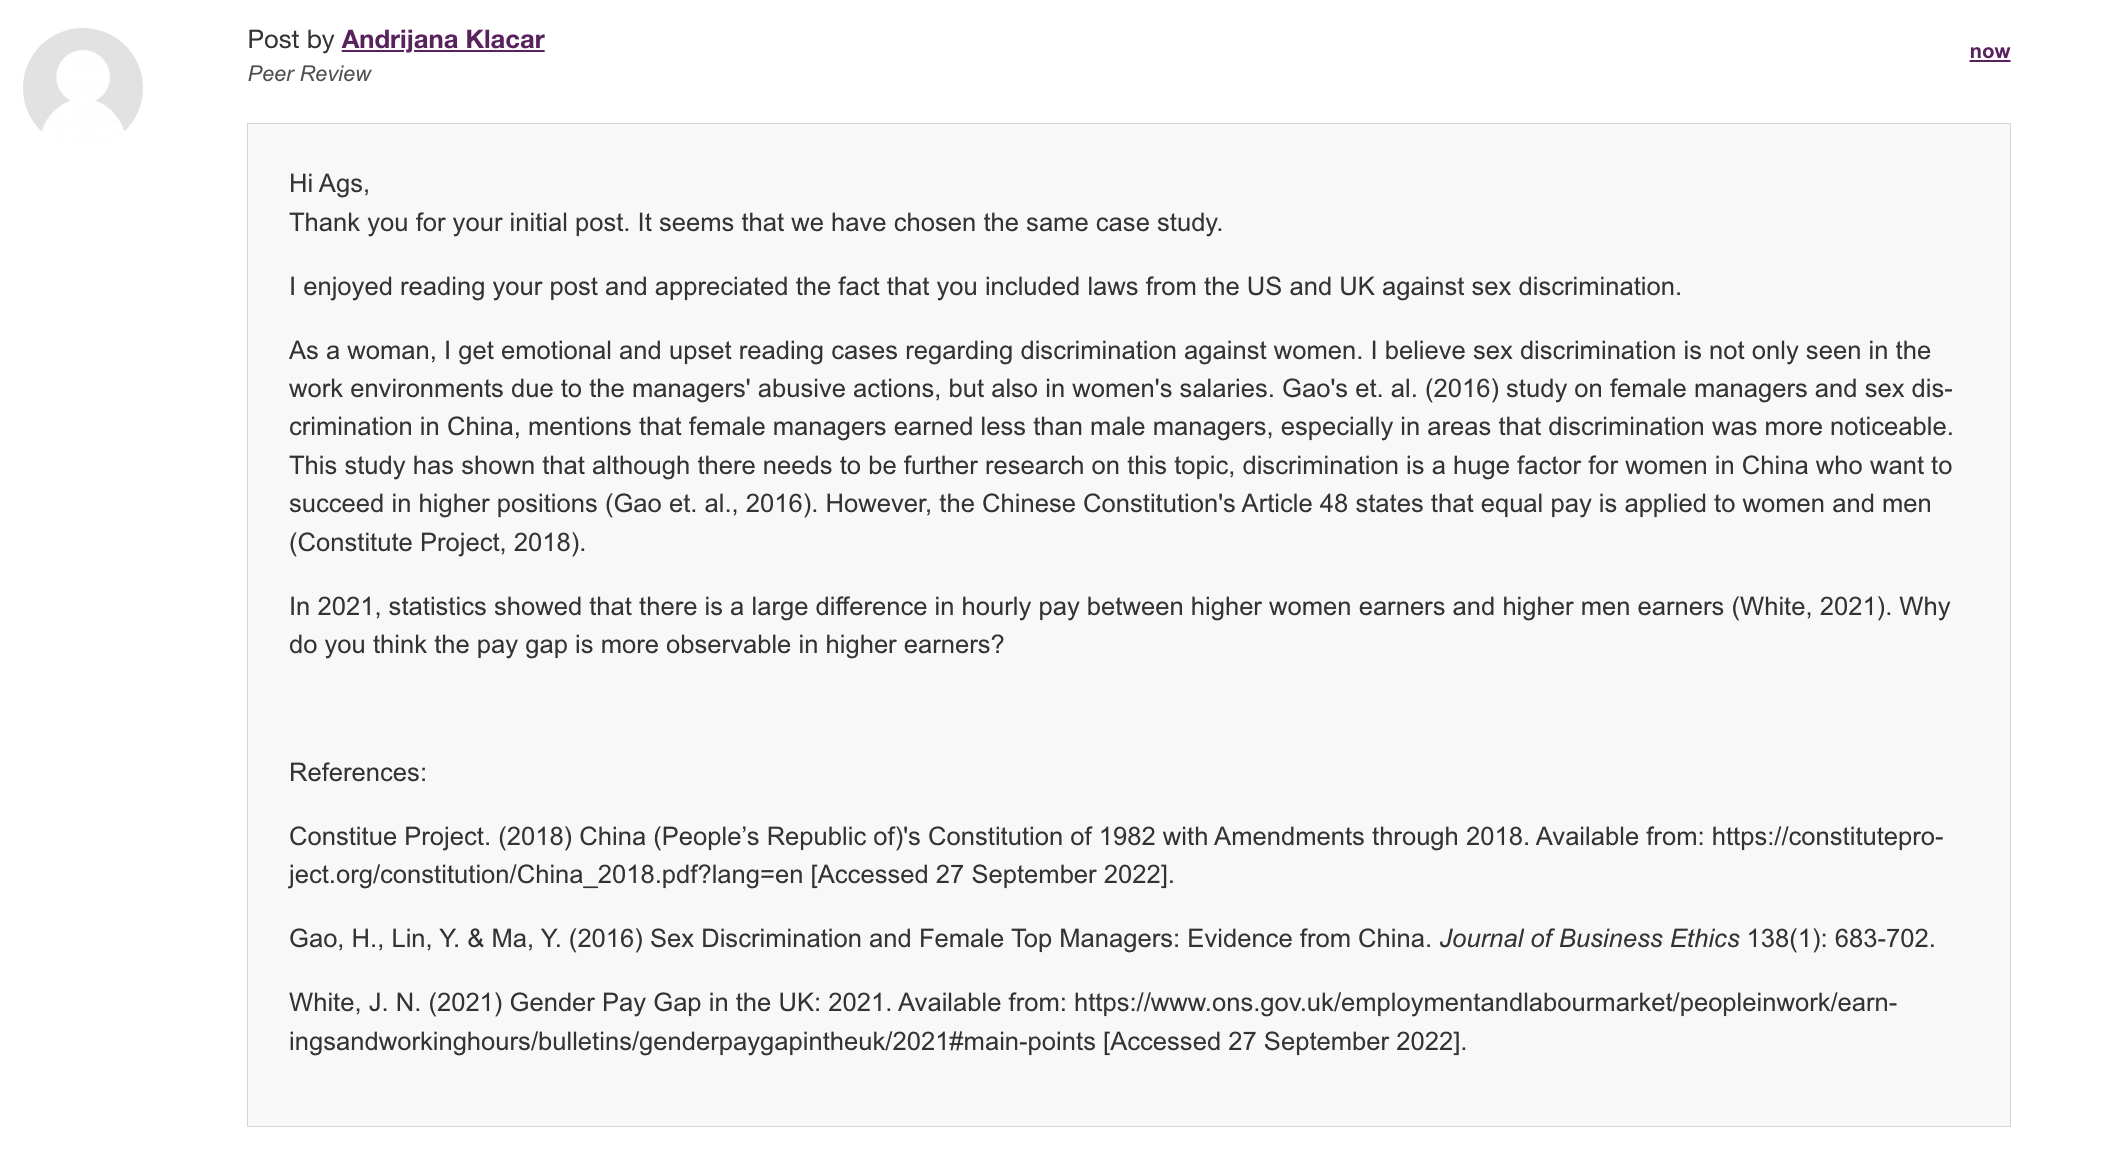 Post by Andrijana Klacar
now
Peer Review
Hi Ags,
Thank you for your initial post. It seems that we have chosen the same case study.
I enjoyed reading your post and appreciated the fact that you included laws from the US and UK against sex discrimination.
As a woman, I get emotional and upset reading cases regarding discrimination against women. I believe sex discrimination is not only seen in the
work environments due to the managers' abusive actions, but also in women's salaries. Gao's et. al. (2016) study on female managers and sex dis-
crimination in China, mentions that female managers earned less than male managers, especially in areas that discrimination was more noticeable.
This study has shown that although there needs to be further research on this topic, discrimination is a huge factor for women in China who want to
succeed in higher positions (Gao et. al., 2016). However, the Chinese Constitution's Article 48 states that equal pay is applied to women and men
(Constitute Project, 2018).
In 2021, statistics showed that there is a large difference in hourly pay between higher women earners and higher men earners (White, 2021). Why
do you think the pay gap is more observable in higher earners?
References:
Constitue Project. (2018) China (People’s Republic of)'s Constitution of 1982 with Amendments through 2018. Available from: https://constitutepro-
ject.org/constitution/China_2018.pdf?lang=en [Accessed 27 September 2022].
Gao, H., Lin, Y. & Ma, Y. (2016) Sex Discrimination and Female Top Managers: Evidence from China. Journal of Business Ethics 138(1): 683-702.
White, J. N. (2021) Gender Pay Gap in the UK: 2021. Available from: https://www.ons.gov.uk/employmentandlabourmarket/peopleinwork/earn-
ingsandworkinghours/bulletins/genderpaygapintheuk/2021#main-points [Accessed 27 September 2022].